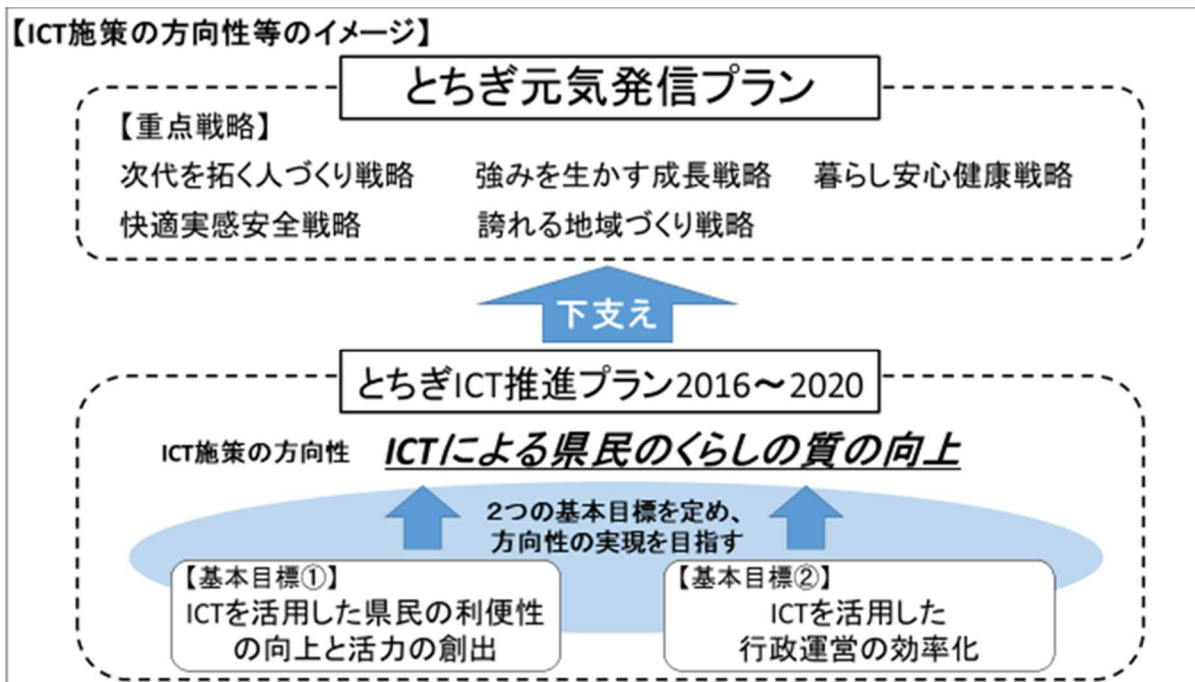 【ICT施策の方向性等のイメージ】
とちぎ元気発信プラン
【重点戦略】
次代を拓く人づくり戦略 強みを生かす成長戦略 暮らし安心健康戦略
快適実感安全戦略 誇れる地域づくり戦略
下支え
とちぎICT推進プラン2016～2020
ICT施策の方向性 ICTによる県民のくらしの質の向上
２つの基本目標を定め、
方向性の実現を目指す
【基本目標①】
ICTを活用した県民の利便性
の向上と活力の創出
【基本目標②】
ICTを活用した
行政運営の効率化